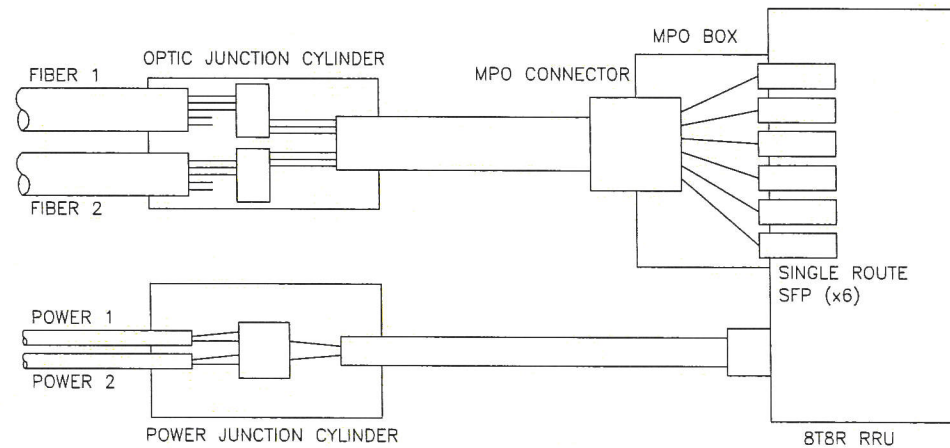 MPO BOX
OPTIC JUNCTION CYLINDER
MPO CONNECTOR
FIBER 1
FIBER 2
SINGLE ROUTE
SFP (x6)
POWER 1
POWER 2
POWER JUNCTION CYLINDER
8T8R RRU